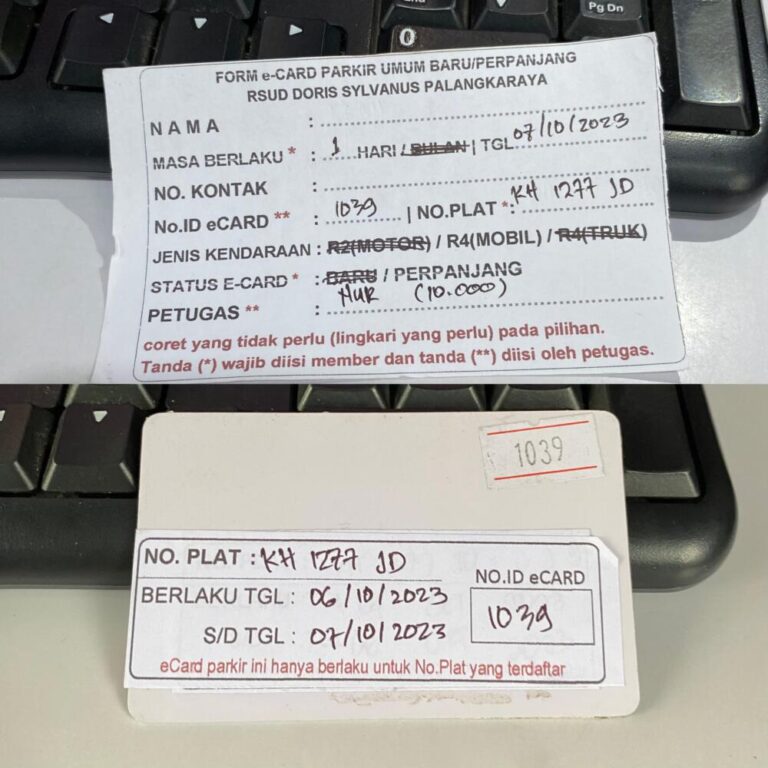 Pg Dn
0
FORM e-CARD PARKIR UMUM BARU/PERPANJANG
RSUD DORIS SYLVANUS PALANGKARAYA
NAMA :
MASA BERLAKU * : 1 HARI / BULAN | TGL 07/10/2023
NO. KONTAK :
No.ID eCARD ** : 1039 | NO.PLAT *: KH 1277 JD
JENIS KENDARAAN : R2(MOTOR) / R4(MOBIL) / R4(TRUK)
STATUS E-CARD * : BARU / PERPANJANG
PETUGAS ** : HUR (10.000)
coret yang tidak perlu (lingkari yang perlu) pada pilihan.
Tanda (*) wajib diisi member dan tanda (**) diisi oleh petugas.
1039
NO. PLAT : KH 1277 JD
BERLAKU TGL : 06/10/2023
S/D TGL : 07/10/2023
NO.ID eCARD
1039
eCard parkir ini hanya berlaku untuk No.Plat yang terdaftar